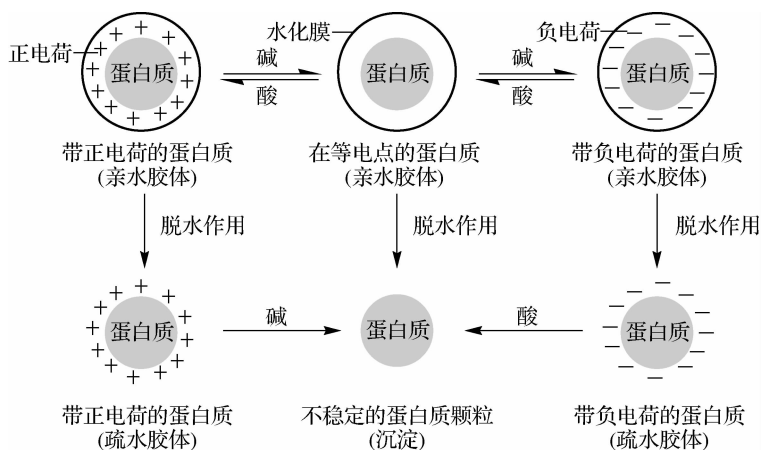 正电荷
蛋白质
碱
酸
水化膜
蛋白质
碱
酸
负电荷
蛋白质
带正电荷的蛋白质
(亲水胶体)
在等电点的蛋白质
(亲水胶体)
带负电荷的蛋白质
(亲水胶体)
脱水作用
脱水作用
脱水作用
蛋白质
碱
蛋白质
酸
蛋白质
带正电荷的蛋白质
(疏水胶体)
不稳定的蛋白质颗粒
(沉淀)
带负电荷的蛋白质
(疏水胶体)